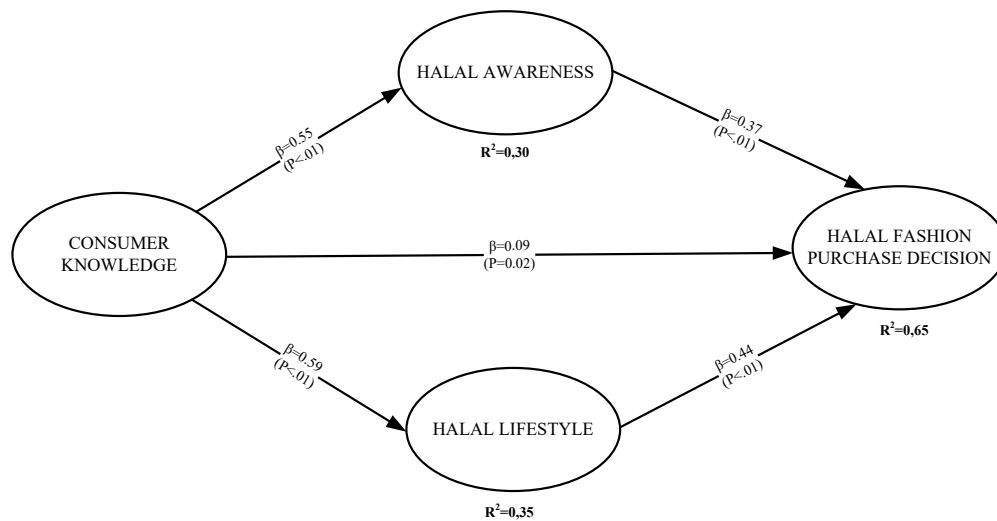 HALAL AWARENESS
R²=0,30
β=0.55
(P<.01)
β=0.37
(P<.01)
CONSUMER
KNOWLEDGE
β=0.09
(P=0.02)
HALAL FASHION
PURCHASE DECISION
R²=0,65
β=0.59
(P<.01)
β=0.44
(P<.01)
HALAL LIFESTYLE
R²=0,35